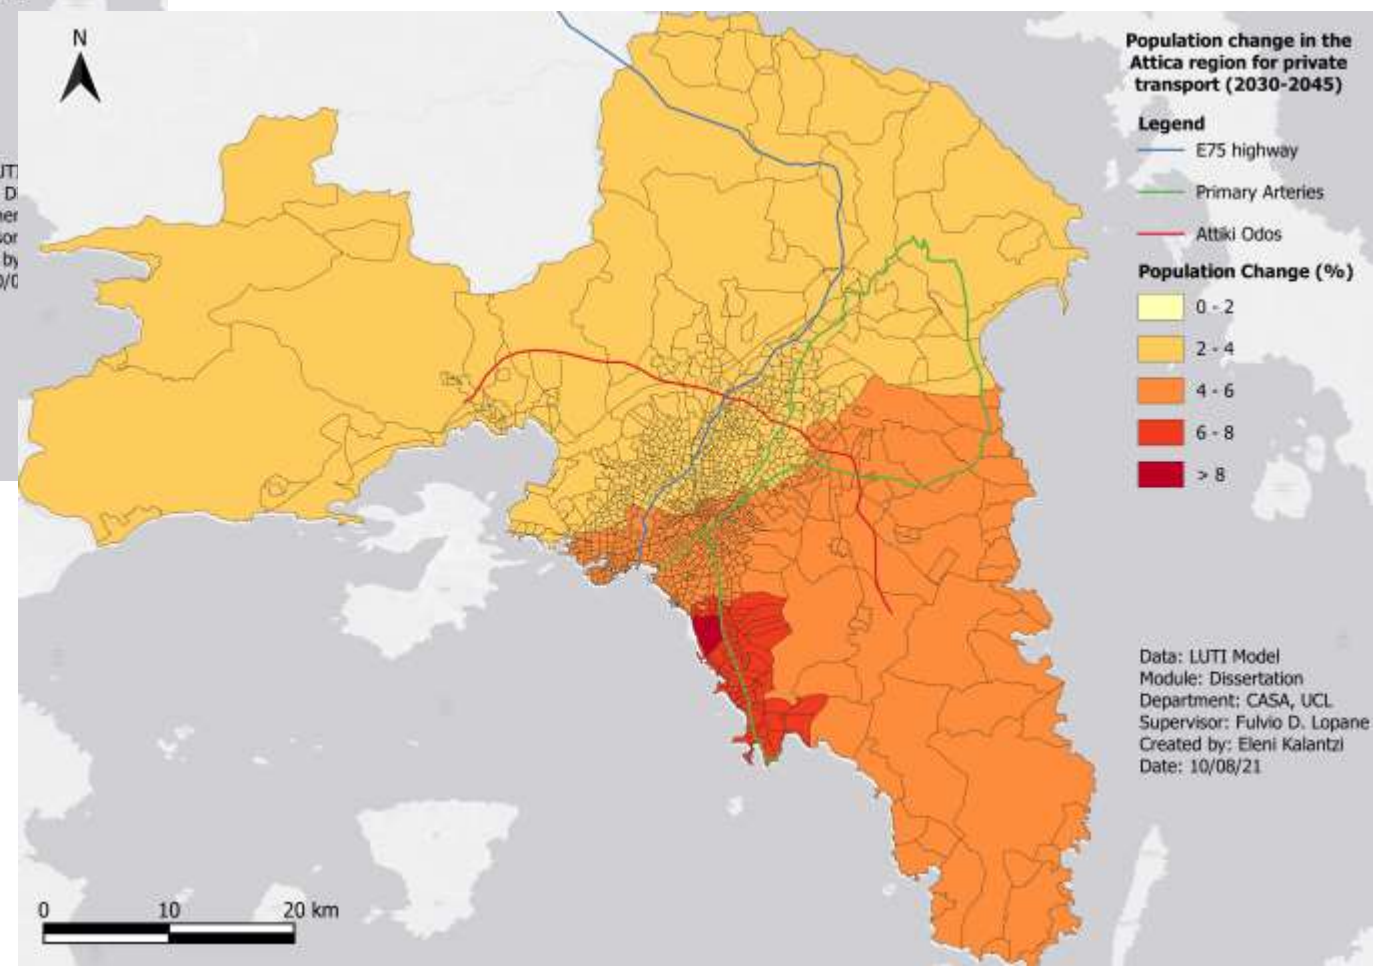 N
Population change in the
Attica region for private
transport (2030-2045)
Legend
E75 highway
Primary Arteries
Attiki Odos
Population Change (%)
0 - 2
2 - 4
4 - 6
6 - 8
> 8
Data: LUTI Model
Module: Dissertation
Department: CASA, UCL
Supervisor: Fulvio D. Lopane
Created by: Eleni Kalantzi
Date: 10/08/21
0 10 20 km